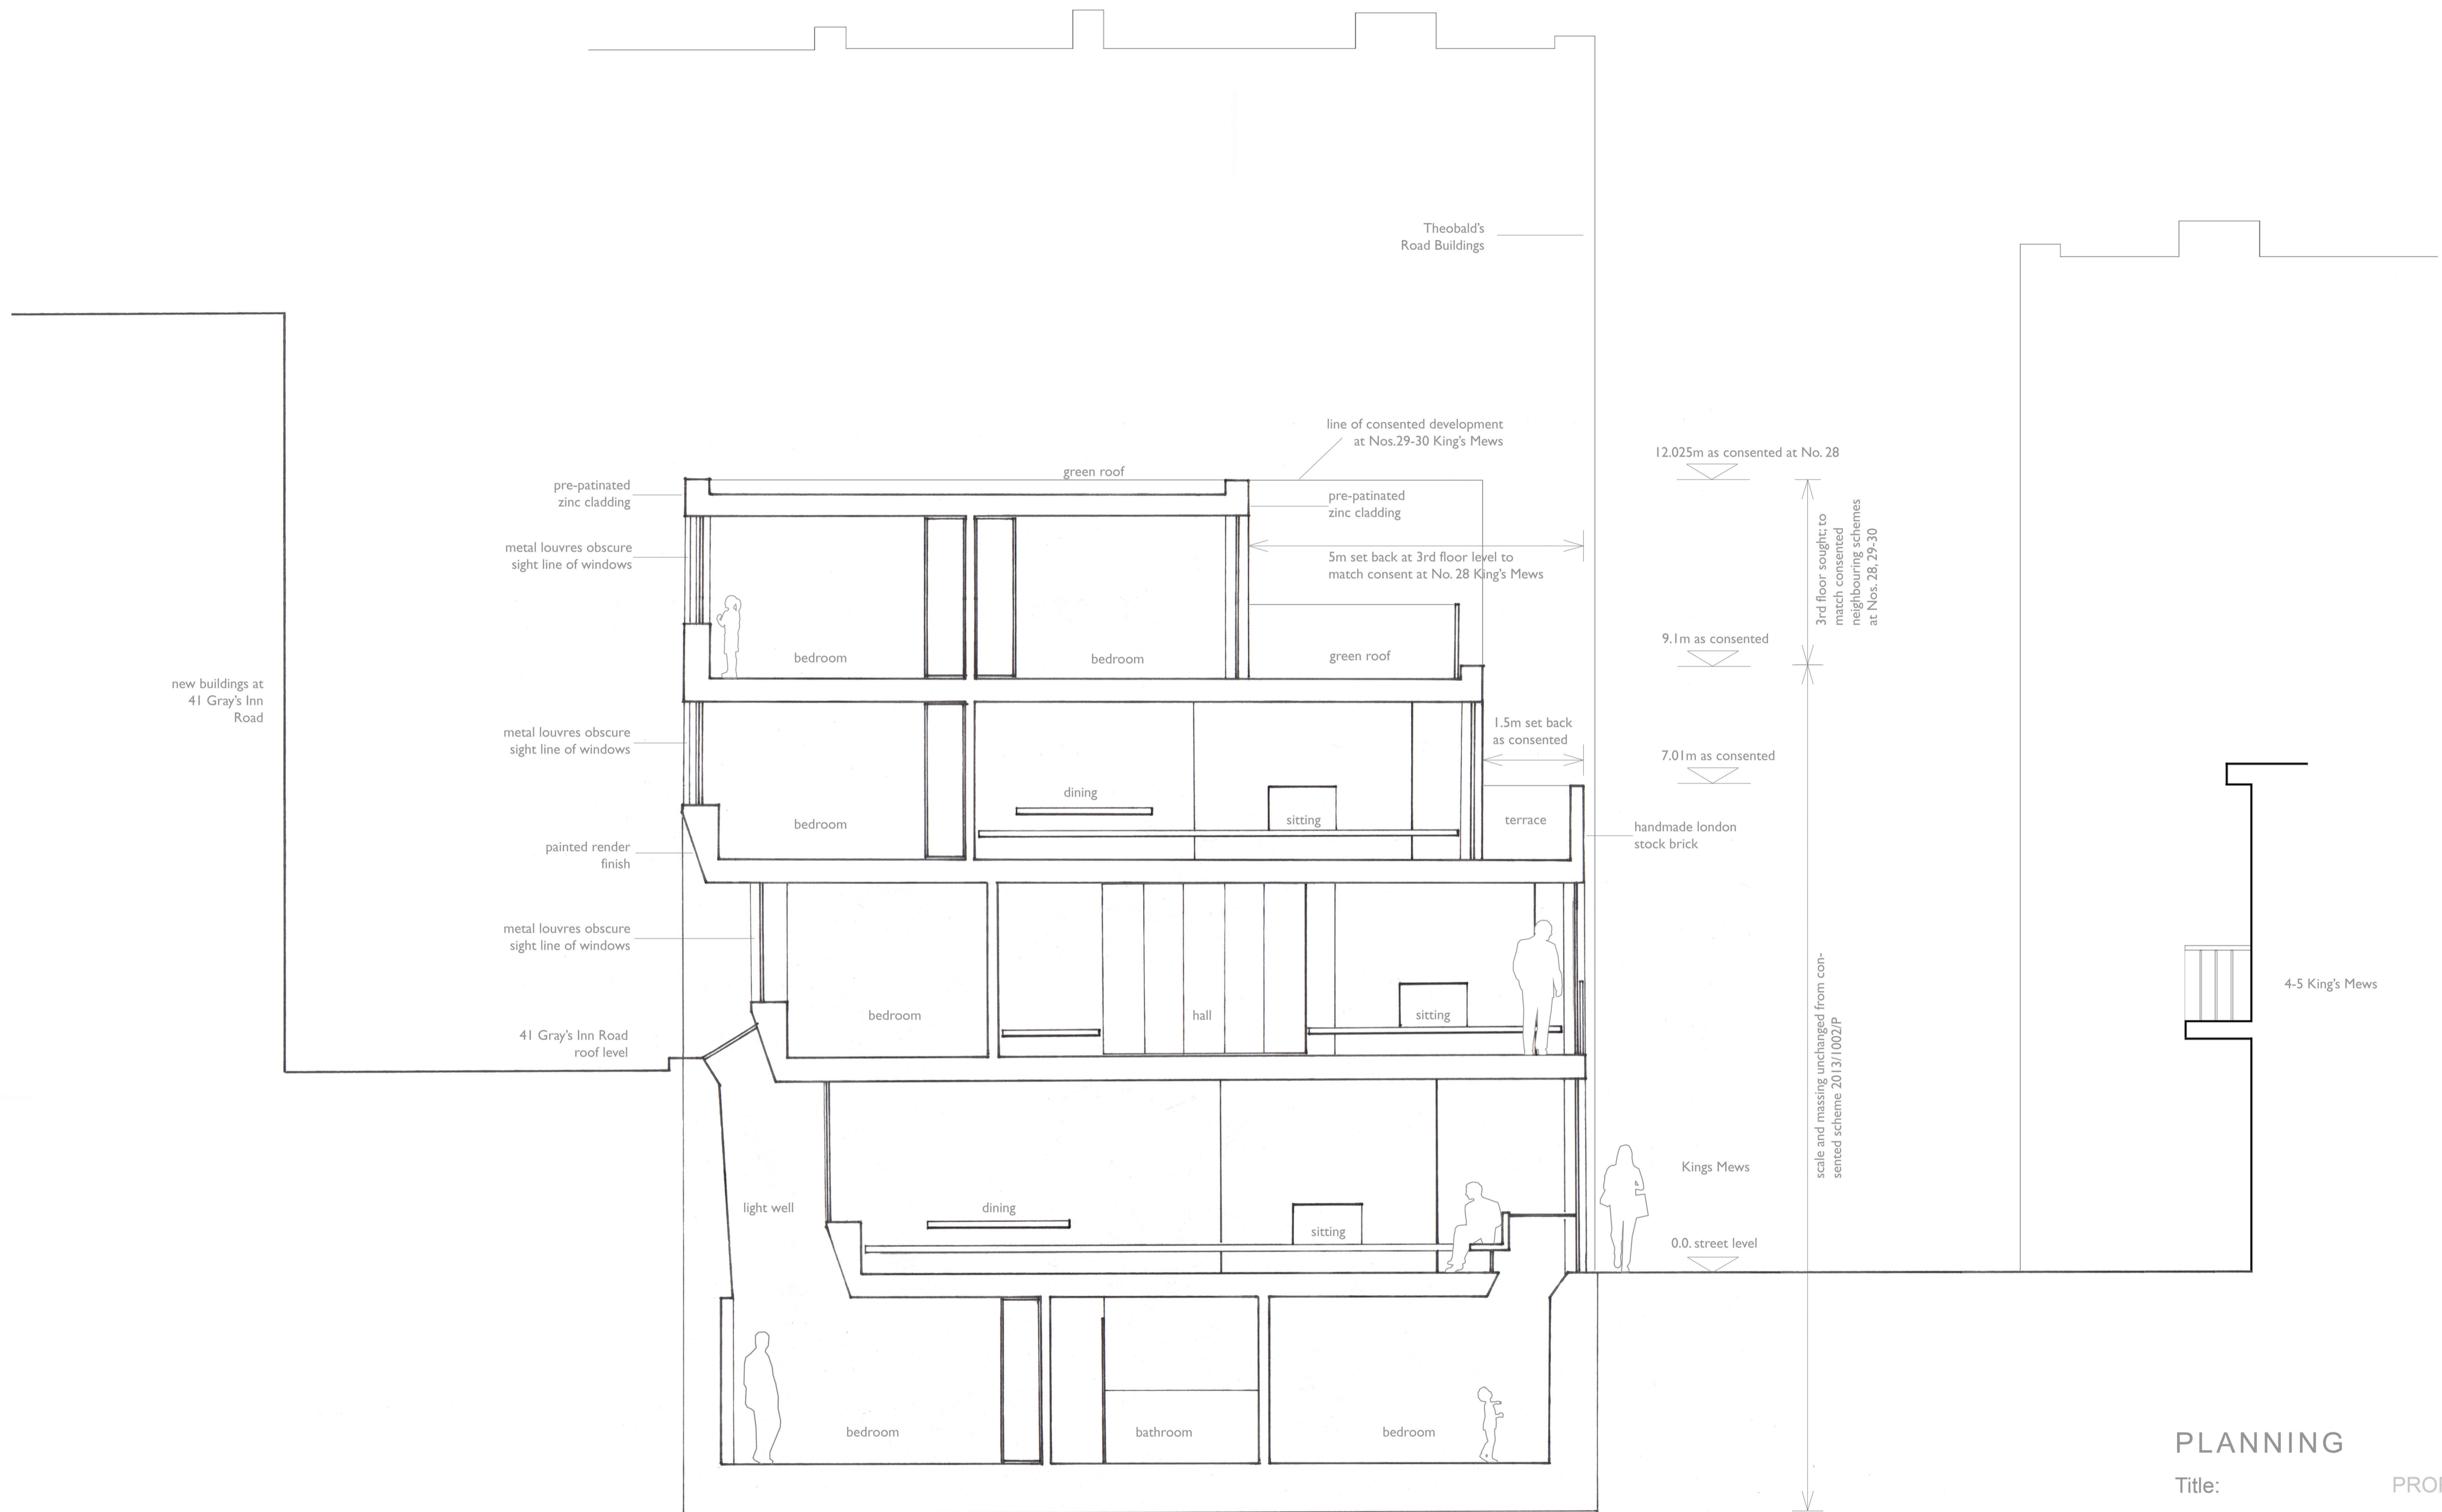 Theobald's
Road Buildings
line of consented development
at Nos.29-30 King's Mews
12.025m as consented at No. 28
green roof
pre-patinated
zinc cladding
pre-patinated
zinc cladding
metal louvres obscure
sight line of windows
5m set back at 3rd floor level to
match consent at No. 28 King's Mews
3rd floor sought; to
match consented
neighbouring schemes
at Nos. 28, 29-30
9.1m as consented
bedroom
bedroom
green roof
new buildings at
41 Gray's Inn
Road
metal louvres obscure
sight line of windows
1.5m set back
as consented
7.01m as consented
dining
bedroom
sitting
terrace
handmade london
stock brick
painted render
finish
metal louvres obscure
sight line of windows
4-5 King's Mews
bedroom
hall
sitting
41 Gray's Inn Road
roof level
scale and massing unchanged from con-
sented scheme 2013/1002/P
Kings Mews
light well
dining
sitting
0.0. street level
bedroom
bathroom
bedroom
PLANNING
Title: